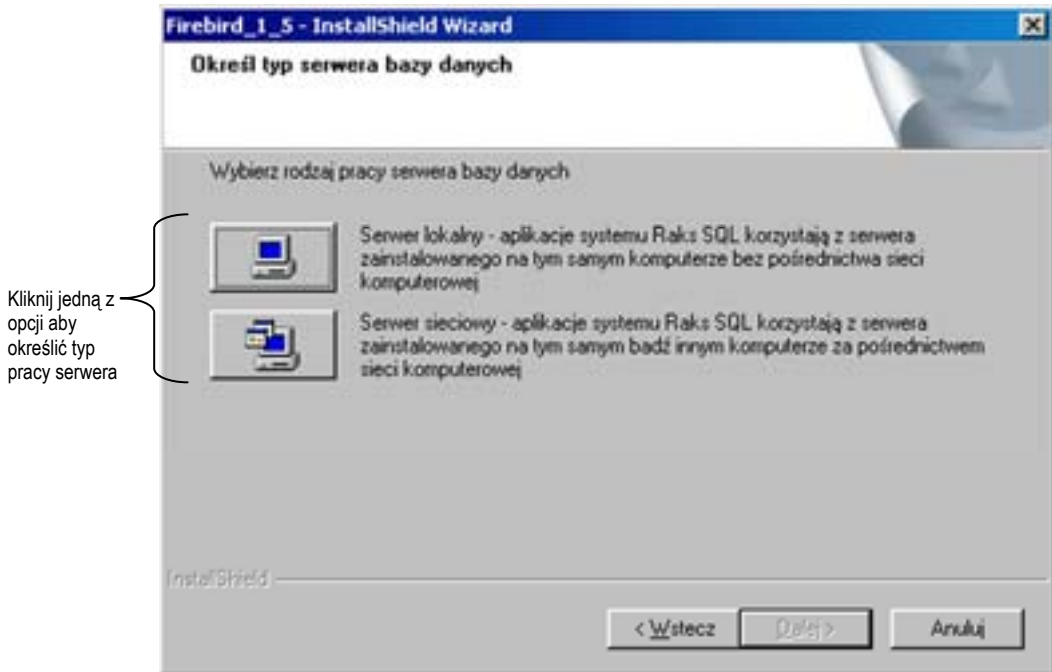 Firebird_1_5 - InstallShield Wizard
Określ typ serwera bazy danych
Wybierz rodzaj pracy serwera bazy danych
Serwer lokalny - aplikacje systemu Raks SQL korzystają z serwera
zainstalowanego na tym samym komputerze bez pośrednictwa sieci
komputerowej
Kliknij jedną z
opcji aby
określić typ
pracy serwera
Serwer sieciowy - aplikacje systemu Raks SQL korzystają z serwera
zainstalowanego na tym samym badź innym komputerze za pośrednictwem
sieci komputerowej
InstallShield
< Wstecz
Dalej >
Anuluj